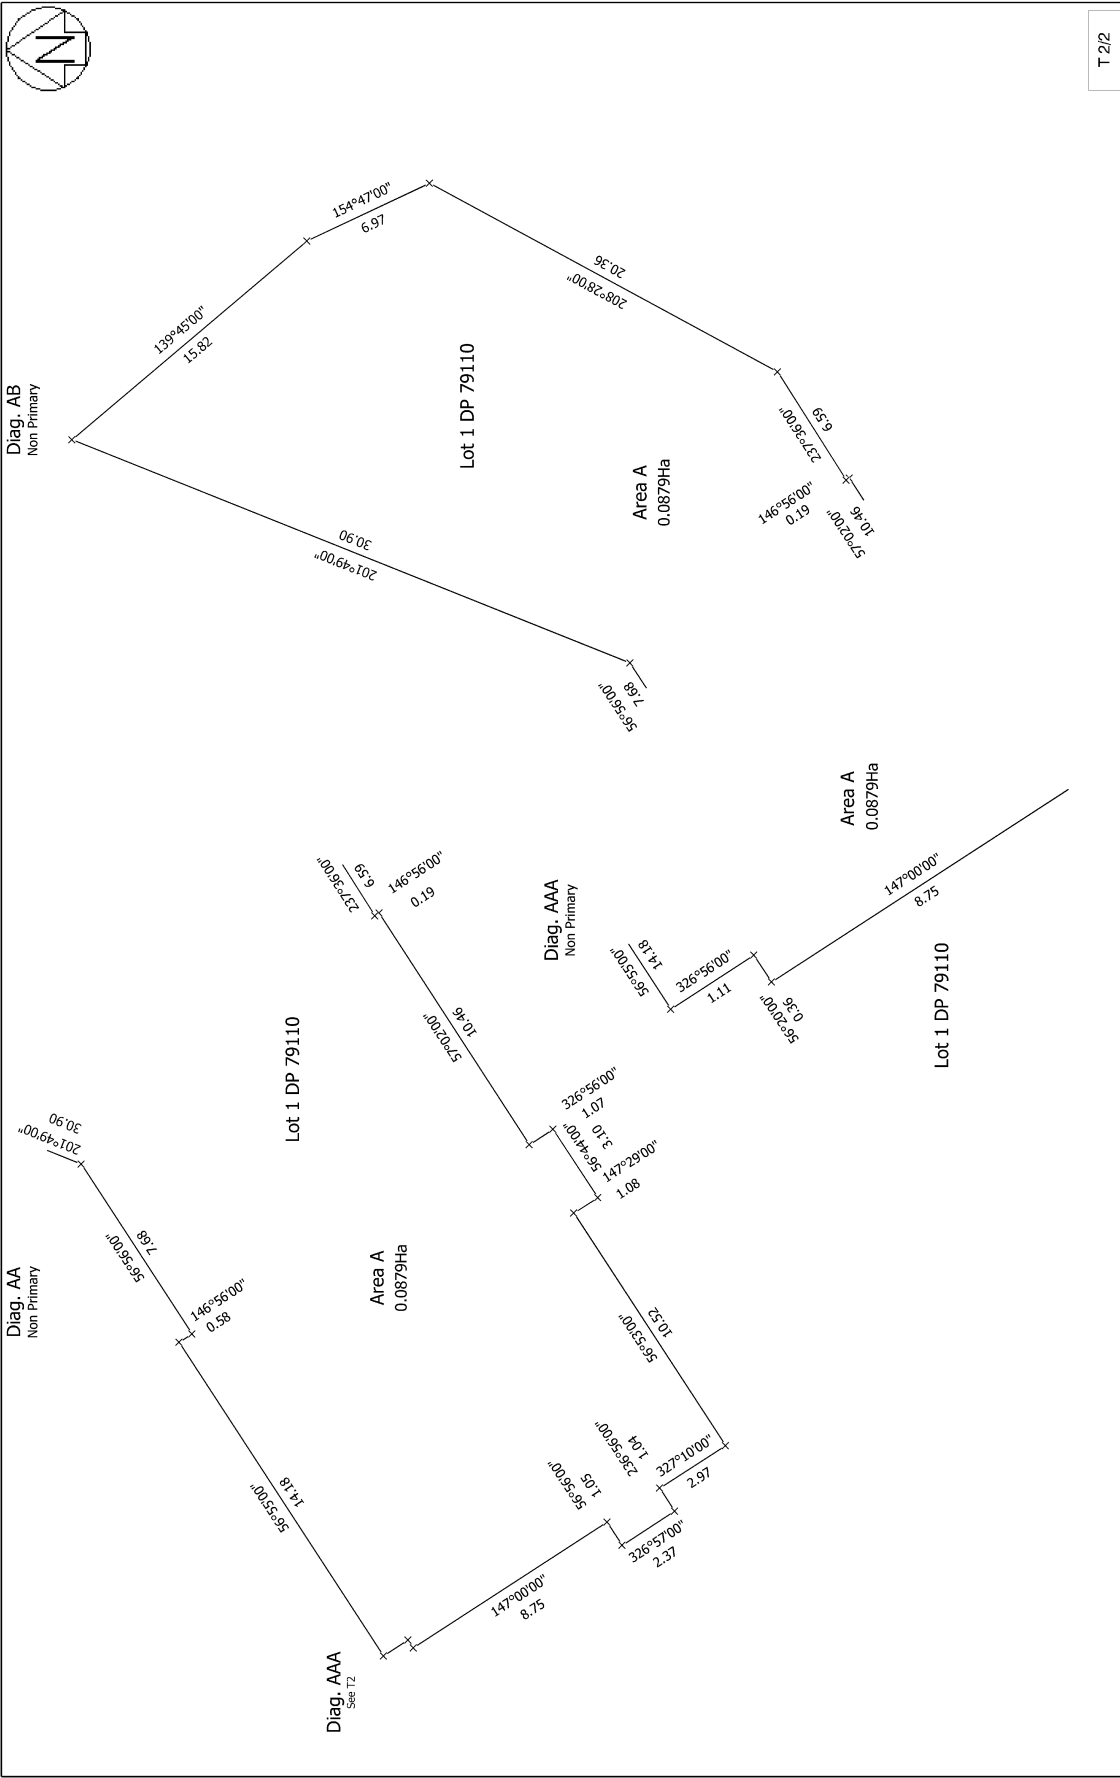 N
T 2/2
Diag. AB
Non Primary
139°45'00"
15.82
154°47'00"
6.97
20.36
208°28'00"
Lot 1 DP 79110
Area A
0.0879Ha
30.90
201°49'00"
237°36'00"
6.59
146°56'00"
0.19
57°02'00"
10.46
56°56'00"
7.68
Diag. AA
Non Primary
30.90
201°49'00"
56°56'00"
7.68
146°56'00"
0.58
56°55'00"
14.18
Lot 1 DP 79110
Area A
0.0879Ha
237°36'00"
6.59
146°56'00"
0.19
57°02'00"
10.46
326°56'00"
1.07
56°44'00"
3.10
147°29'00"
1.08
56°53'00"
10.52
327°10'00"
2.97
236°56'00"
1.04
326°57'00"
2.37
56°56'00"
1.05
147°00'00"
8.75
Diag. AAA
See T2
Diag. AAA
Non Primary
56°55'00"
14.18
326°56'00"
1.11
56°20'00"
0.36
147°00'00"
8.75
Area A
0.0879Ha
Lot 1 DP 79110